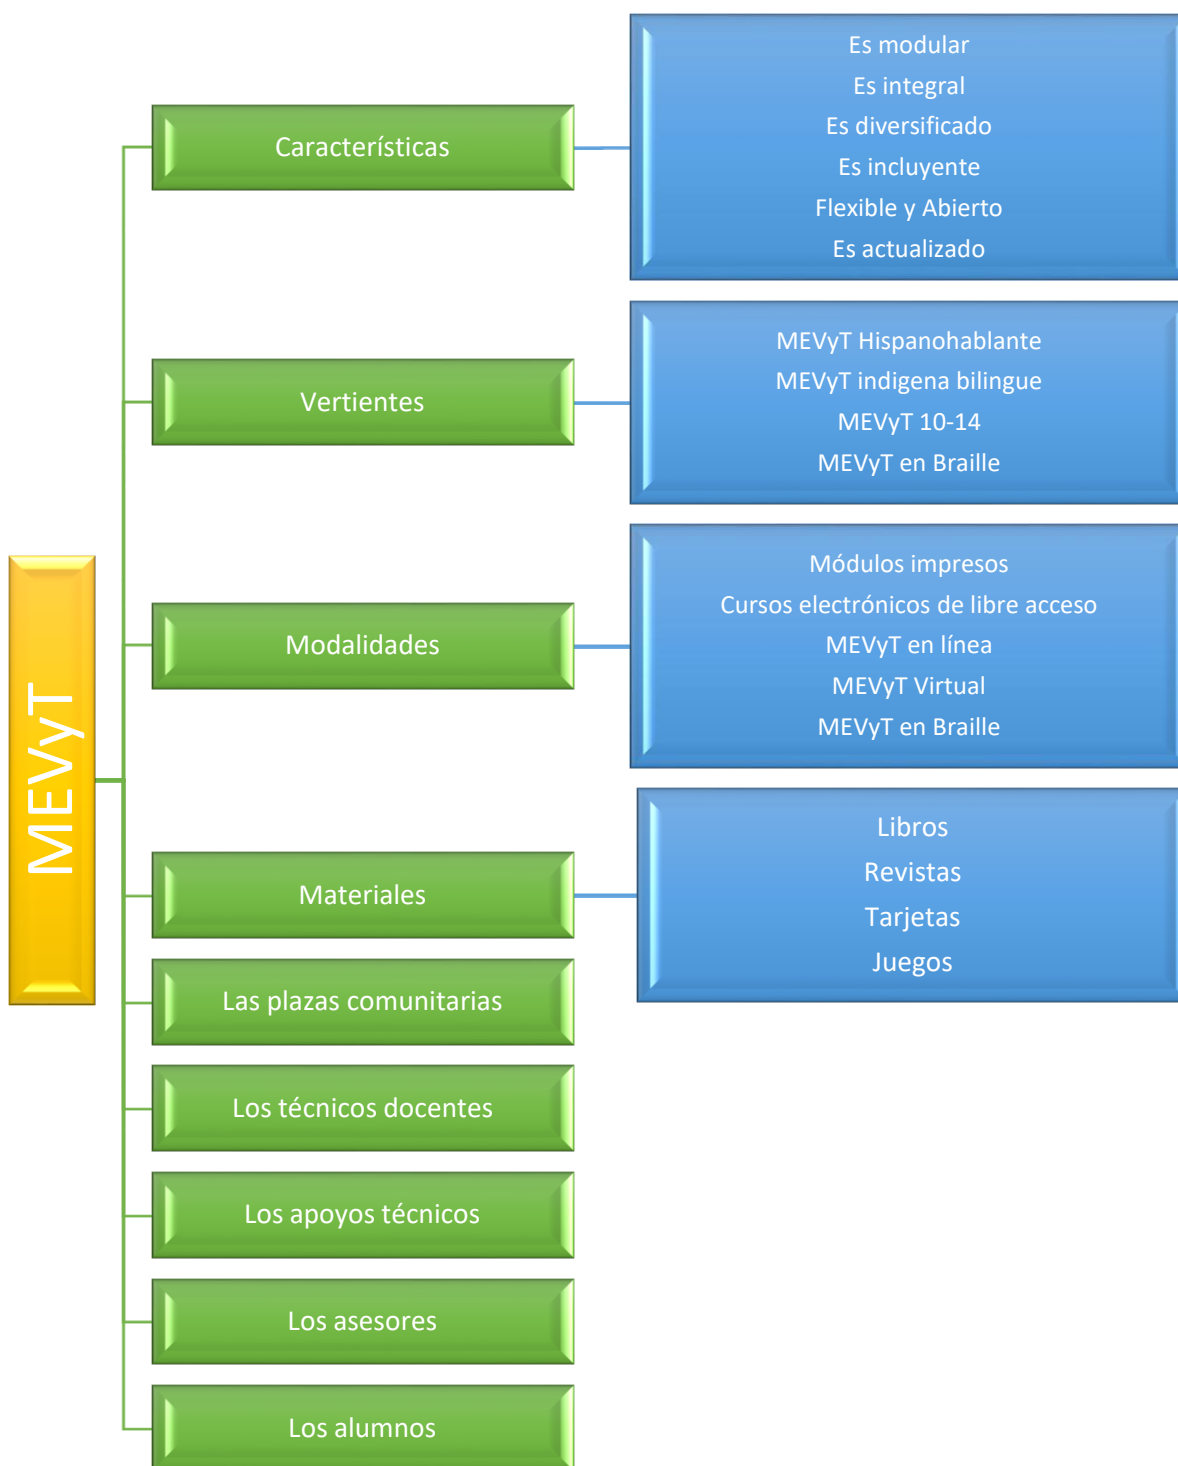 MEVyT
Característícas
Es modular
Es integral
Es diversificado
Es incluyente
Flexible y Abierto
Es actualizado
Vertientes
MEVyT Hispanohablante
MEVyT indigena bilingue
MEVyT 10-14
MEVyT en Braille
Modalidades
Módulos impresos
Cursos electrónicos de libre acceso
MEVyT en línea
MEVyT Virtual
MEVyT en Braille
Materiales
Libros
Revistas
Tarjetas
Juegos
Las plazas comunitarias
Los técnicos docentes
Los apoyos técnicos
Los asesores
Los alumnos